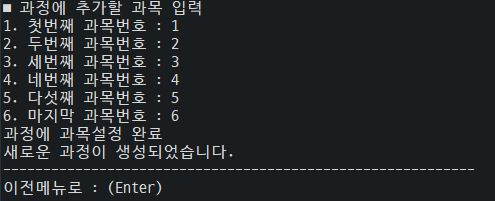 ■ 과정에 추가할 과목 입력
1. 첫번째 과목번호 : 1
2. 두번째 과목번호 : 2
3. 세번째 과목번호 : 3
4. 네번째 과목번호 : 4
5. 다섯째 과목번호 : 5
6. 마지막 과목번호 : 6
과정에 과목설정 완료
새로운 과정이 생성되었습니다.
-----------------------------------------------------------
이전메뉴로 : (Enter)